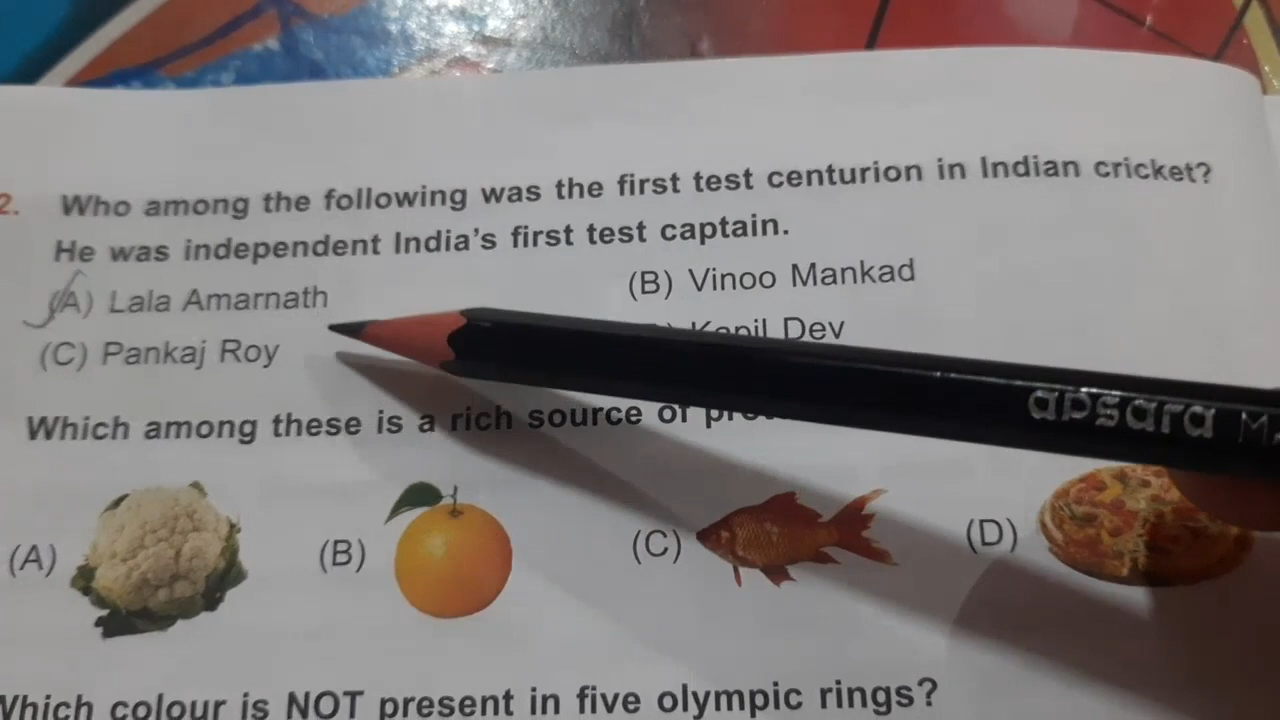 2. Who among the following was the first test centurion in Indian cricket?
He was independent India's first test captain.
(A) Lala Amarnath (B) Vinoo Mankad
(C) Pankaj Roy Kapil Dev
Which among these is a rich source of
(A) (B) (C) (D)
Which colour is NOT present in five olympic rings?
apsara